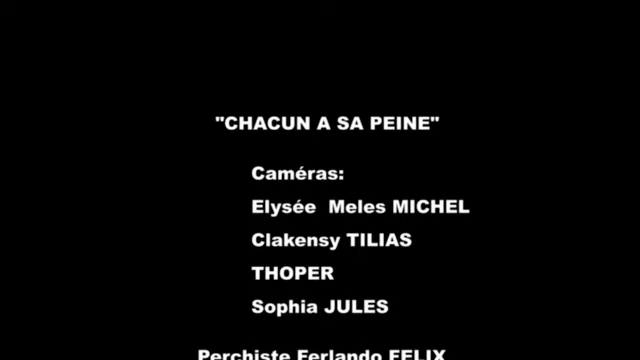 "CHACUN A SA PEINE"
Caméras:
Elysée Meles MICHEL
Clakensy TILIAS
THOPER
Sophia JULES
Perchiste Ferlando FELIX